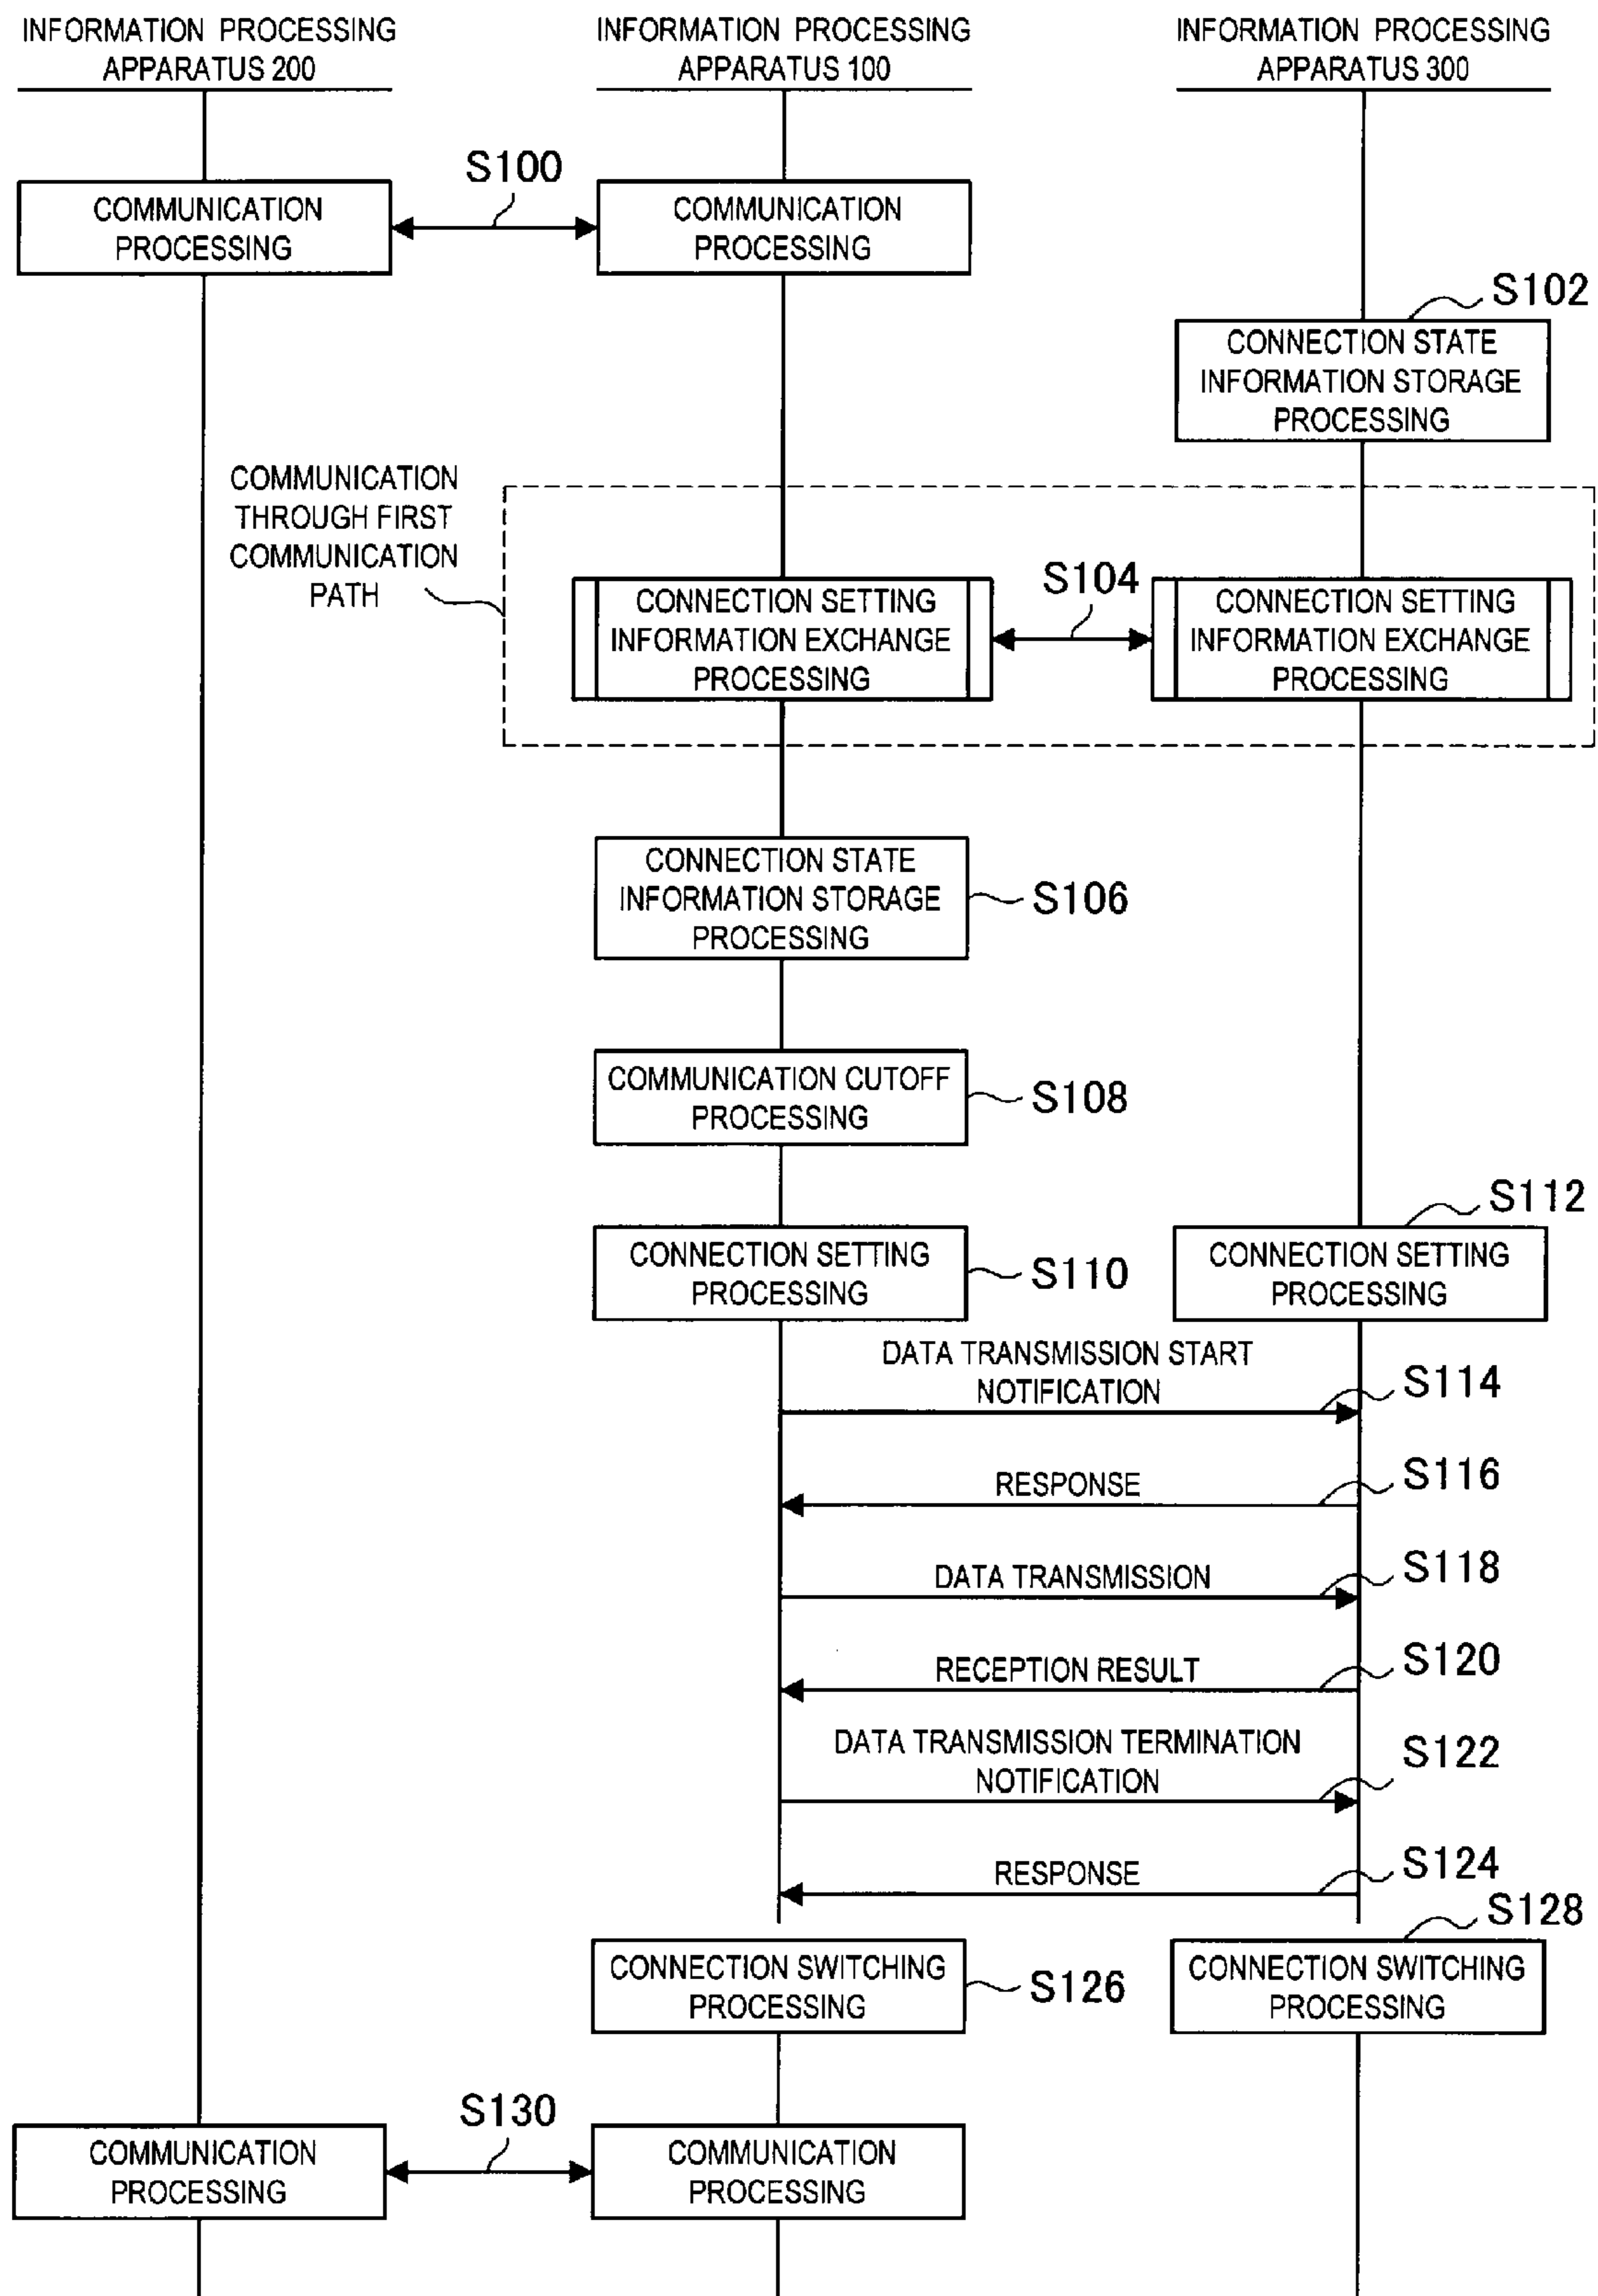 INFORMATION PROCESSING
APPARATUS 200
INFORMATION PROCESSING
APPARATUS 100
INFORMATION PROCESSING
APPARATUS 300
S100
COMMUNICATION
PROCESSING
COMMUNICATION
PROCESSING
S102
CONNECTION STATE
INFORMATION STORAGE
PROCESSING
COMMUNICATION
THROUGH FIRST
COMMUNICATION
PATH
S104
CONNECTION SETTING
INFORMATION EXCHANGE
PROCESSING
CONNECTION SETTING
INFORMATION EXCHANGE
PROCESSING
CONNECTION STATE
INFORMATION STORAGE
PROCESSING
S106
COMMUNICATION CUTOFF
PROCESSING
S108
CONNECTION SETTING
PROCESSING
S110
S112
CONNECTION SETTING
PROCESSING
DATA TRANSMISSION START
NOTIFICATION
S114
RESPONSE
S116
DATA TRANSMISSION
S118
RECEPTION RESULT
S120
DATA TRANSMISSION TERMINATION
NOTIFICATION
S122
RESPONSE
S124
CONNECTION SWITCHING
PROCESSING
S126
S128
CONNECTION SWITCHING
PROCESSING
S130
COMMUNICATION
PROCESSING
COMMUNICATION
PROCESSING